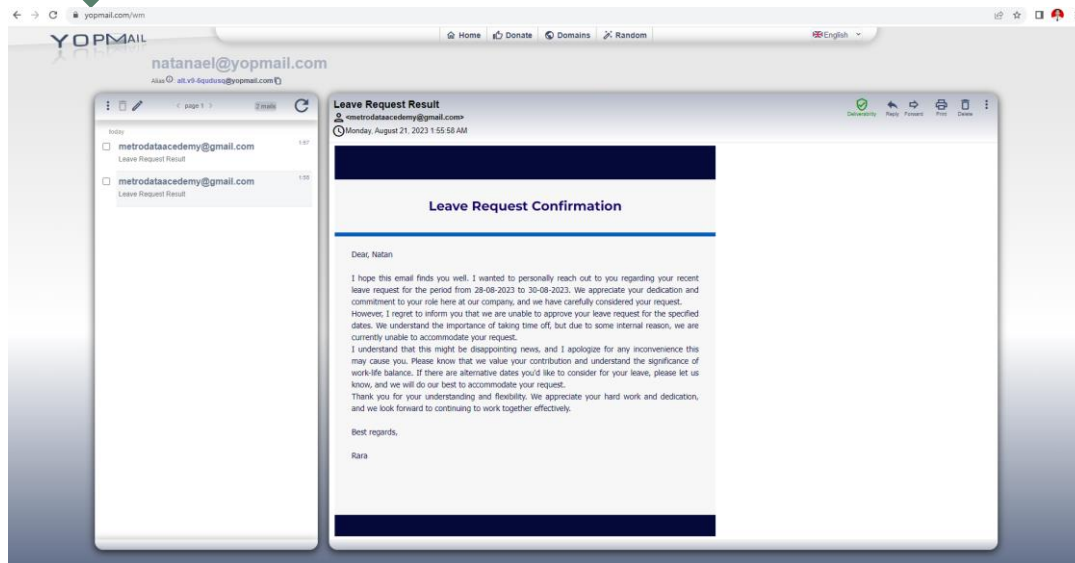 yopmail.com/wm
YOPMAIL
Home Donate Domains Random
English
natanael@yopmail.com
Alias
page 1
2 mails
today
metrodataacedemy@gmail.com 1:57
Leave Request Result
metrodataacedemy@gmail.com 1:55
Leave Request Result
Leave Request Result
<metrodataacedemy@gmail.com>
Monday, August 21, 2023 1:55:58 AM
Deliverability Reply Forward Print Delete
Leave Request Confirmation
Dear, Natan
I hope this email finds you well. I wanted to personally reach out to you regarding your recent
leave request for the period from 28-08-2023 to 30-08-2023. We appreciate your dedication and
commitment to your role here at our company, and we have carefully considered your request.
However, I regret to inform you that we are unable to approve your leave request for the specified
dates. We understand the importance of taking time off, but due to some internal reason, we are
currently unable to accommodate your request.
I understand that this might be disappointing news, and I apologize for any inconvenience this
may cause you. Please know that we value your contribution and understand the significance of
work-life balance. If there are alternative dates you'd like to consider for your leave, please let us
know, and we will do our best to accommodate your request.
Thank you for your understanding and flexibility. We appreciate your hard work and dedication,
and we look forward to continuing to work together effectively.
Best regards,
Rara